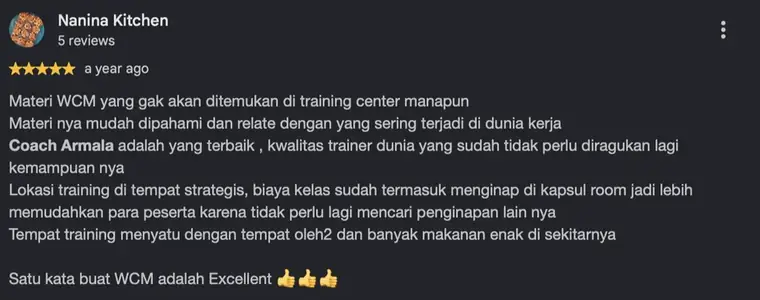 Nanina Kitchen
5 reviews
a year ago
Materi WCM yang gak akan ditemukan di training center manapun
Materi nya mudah dipahami dan relate dengan yang sering terjadi di dunia kerja
Coach Armala adalah yang terbaik , kwalitas trainer dunia yang sudah tidak perlu diragukan lagi
kemampuan nya
Lokasi training di tempat strategis, biaya kelas sudah termasuk menginap di kapsul room jadi lebih
memudahkan para peserta karena tidak perlu lagi mencari penginapan lain nya
Tempat training menyatu dengan tempat oleh2 dan banyak makanan enak di sekitarnya
Satu kata buat WCM adalah Excellent 👍👍👍